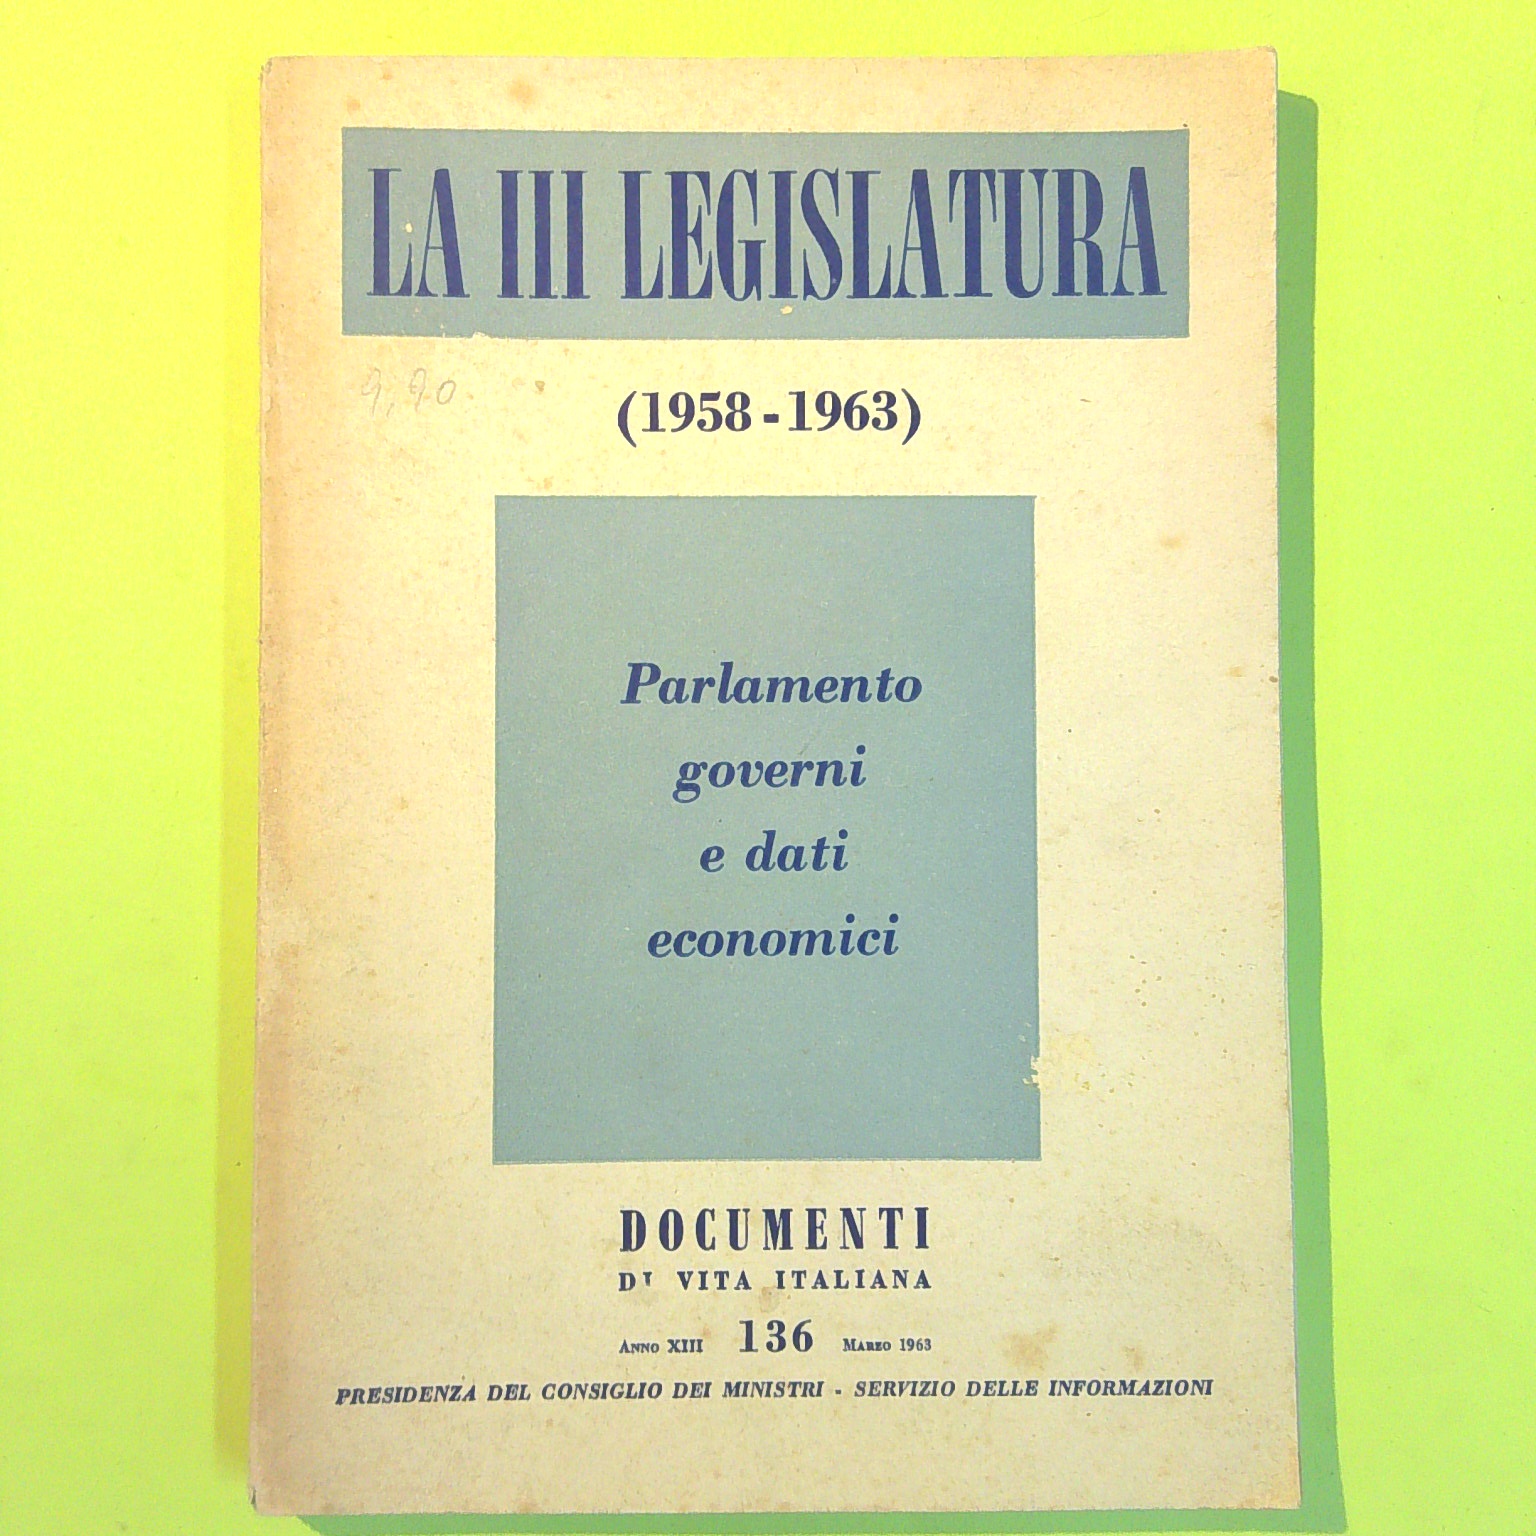 LA III LEGISLATURA
9,90
(1958-1963)
Parlamento
governi
e dati
economici
DOCUMENTI
DI VITA ITALIANA
ANNO XIII 136 MARZO 1963
PRESIDENZA DEL CONSIGLIO DEI MINISTRI - SERVIZIO DELLE INFORMAZIONI